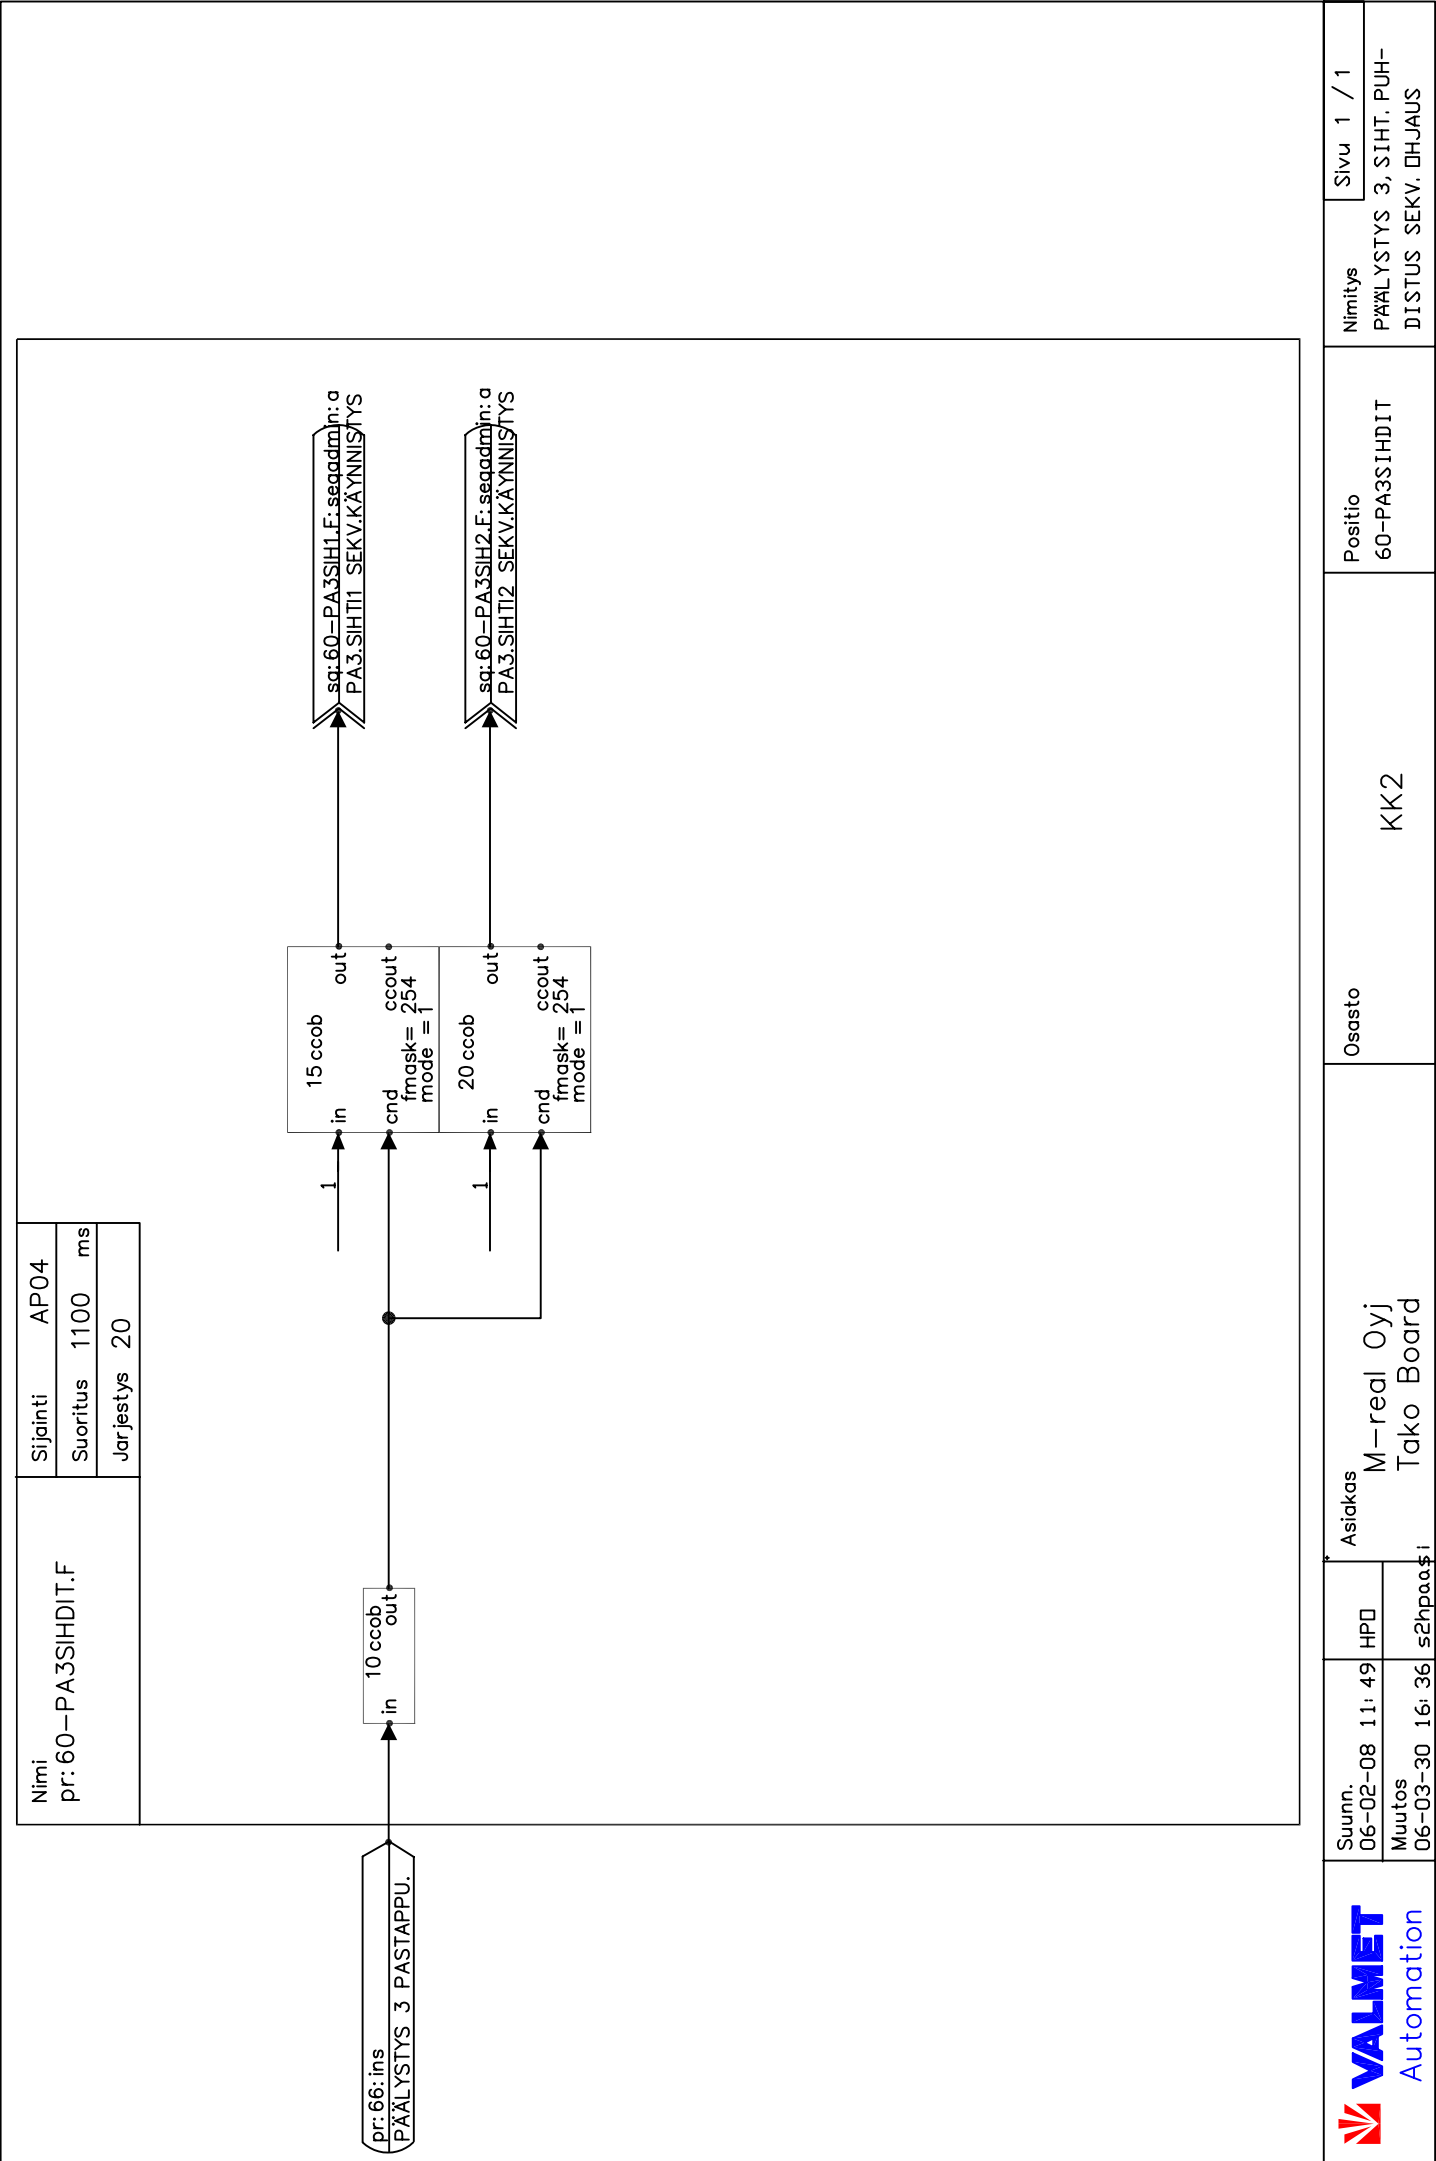 Nimi
pr:60-PA3SIHDIT.F
Sijainti AP04
Suoritus 1100 ms
Jarjestys 20
pr:66:ins
PÄÄLYSTYS 3 PASTAPPU.
10 ccob
in
out
1
15 ccob
in
out
cnd
ccout
fmask= 254
mode =1
1
20 ccob
in
out
cnd
ccout
fmask= 254
mode =1
sq:60-PA3SIH1.F:seqadmin:a
PA3.SIHTI1 SEKV.KÄYNNISTYS
sq:60-PA3SIH2.F:seqadmin:a
PA3.SIHTI2 SEKV.KÄYNNISTYS
VALMET
Automation
Suunn.
06-02-08 11:49 HPO
Muutos
06-03-30 16:36 s2hpaasi
Asiakas
M-real Oyj
Tako Board
Osasto
KK2
Positio
60-PA3SIHDIT
Nimitys
PÄÄLYSTYS 3, SIHT. PUH-
DISTUS SEKV. OHJAUS
Sivu 1 / 1